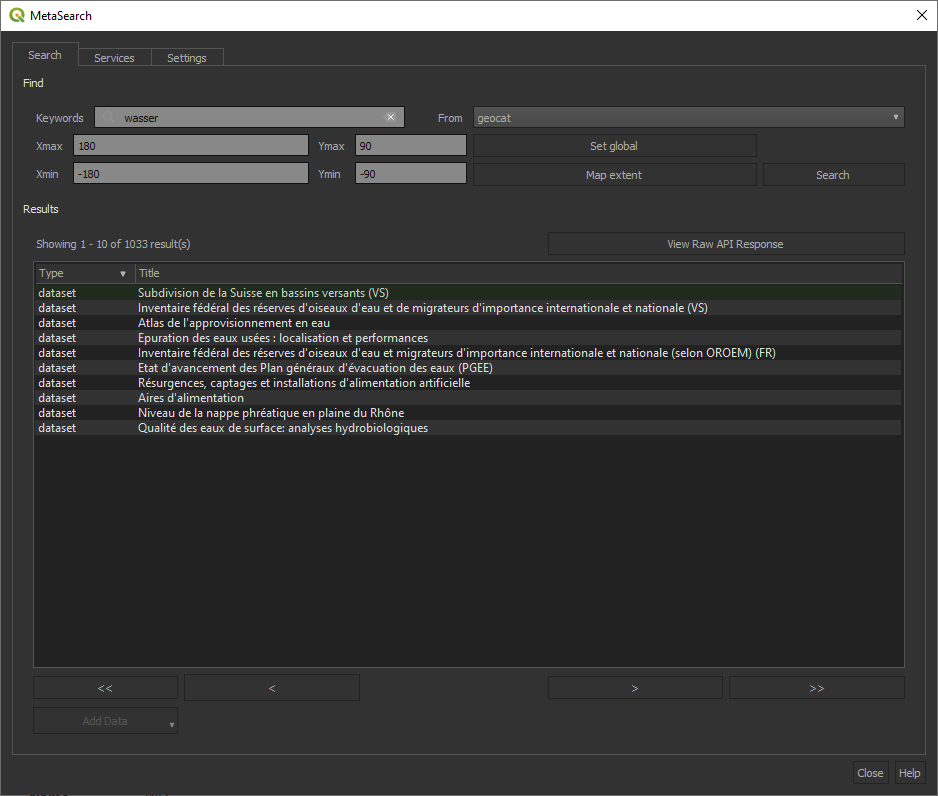 MetaSearch
Search Services Settings
Find
Keywords wasser From geocat
Xmax 180 Ymax 90 Set global
Xmin -180 Ymin -90 Map extent Search
Results
Showing 1 - 10 of 1033 result(s) View Raw API Response
Type Title
dataset Subdivision de la Suisse en bassins versants (VS)
dataset Inventaire fédéral des réserves d'oiseaux d'eau et de migrateurs d'importance internationale et nationale (VS)
dataset Atlas de l'approvisionnement en eau
dataset Epuration des eaux usées : localisation et performances
dataset Inventaire fédéral des réserves d'oiseaux d'eau et migrateurs d'importance internationale et nationale (selon OROEM) (FR)
dataset Etat d'avancement des Plan généraux d'évacuation des eaux (PGEE)
dataset Résurgences, captages et installations d'alimentation artificielle
dataset Aires d'alimentation
dataset Niveau de la nappe phréatique en plaine du Rhône
dataset Qualité des eaux de surface: analyses hydrobiologiques
<< < > >>
Add Data
Close Help